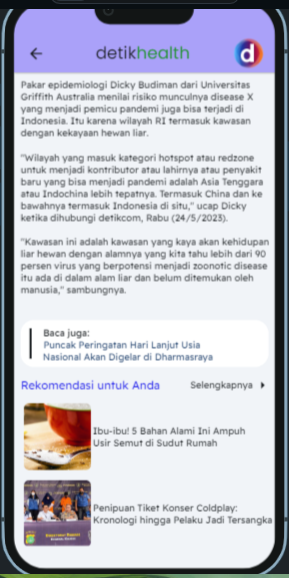 detikhealth
d
Pakar epidemiologi Dicky Budiman dari Universitas
Griffith Australia menilai risiko munculnya disease X
yang menjadi pemicu pandemi juga bisa terjadi di
Indonesia. Itu karena wilayah RI termasuk kawasan
dengan kekayaan hewan liar.
"Wilayah yang masuk kategori hotspot atau redzone
untuk menjadi kontributor atau lahirnya atau penyakit
baru yang bisa menjadi pandemi adalah Asia Tenggara
atau Indochina lebih tepatnya. Termasuk China dan ke
bawahnya termasuk Indonesia di situ," ucap Dicky
ketika dihubungi detikcom, Rabu (24/5/2023).
"Kawasan ini adalah kawasan yang kaya akan kehidupan
liar hewan dengan alamnya yang kita tahu lebih dari 90
persen virus yang berpotensi menjadi zoonotic disease
itu ada di dalam alam liar dan belum ditemukan oleh
manusia," sambungnya.
Baca juga:
Puncak Peringatan Hari Lanjut Usia
Nasional Akan Digelar di Dharmasraya
Rekomendasi untuk Anda
Selengkapnya
Ibu-ibu! 5 Bahan Alami Ini Ampuh
Usir Semut di Sudut Rumah
Penipuan Tiket Konser Coldplay:
Kronologi hingga Pelaku Jadi Tersangka